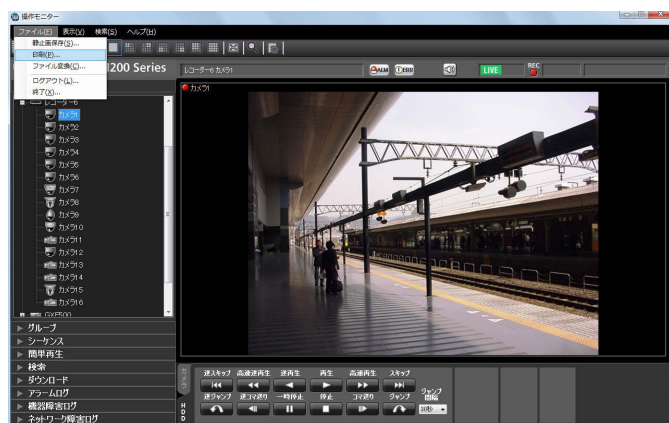 操作モニター
ファイル(F) 表示(V) 検索(S) ヘルプ(H)
静止画保存(S)...
印刷(P)...
ファイル変換(C)...
ログアウト(L)...
終了(X)...
200 Series
レコーダー6 カメラ1
ALM
ERR
LIVE
REC
カメラ1
レコーダー6
カメラ1
カメラ2
カメラ3
カメラ4
カメラ5
カメラ6
カメラ7
カメラ8
カメラ9
カメラ10
カメラ11
カメラ12
カメラ13
カメラ14
カメラ15
カメラ16
GXE500
グループ
シーケンス
簡単再生
検索
ダウンロード
アラームログ
機器障害ログ
ネットワーク障害ログ
逆スキップ 高速逆再生 逆再生 再生 高速再生 スキップ
逆ジャンプ 逆コマ送り 一時停止 停止 コマ送り ジャンプ
ジャンプ間隔
30秒
HDD